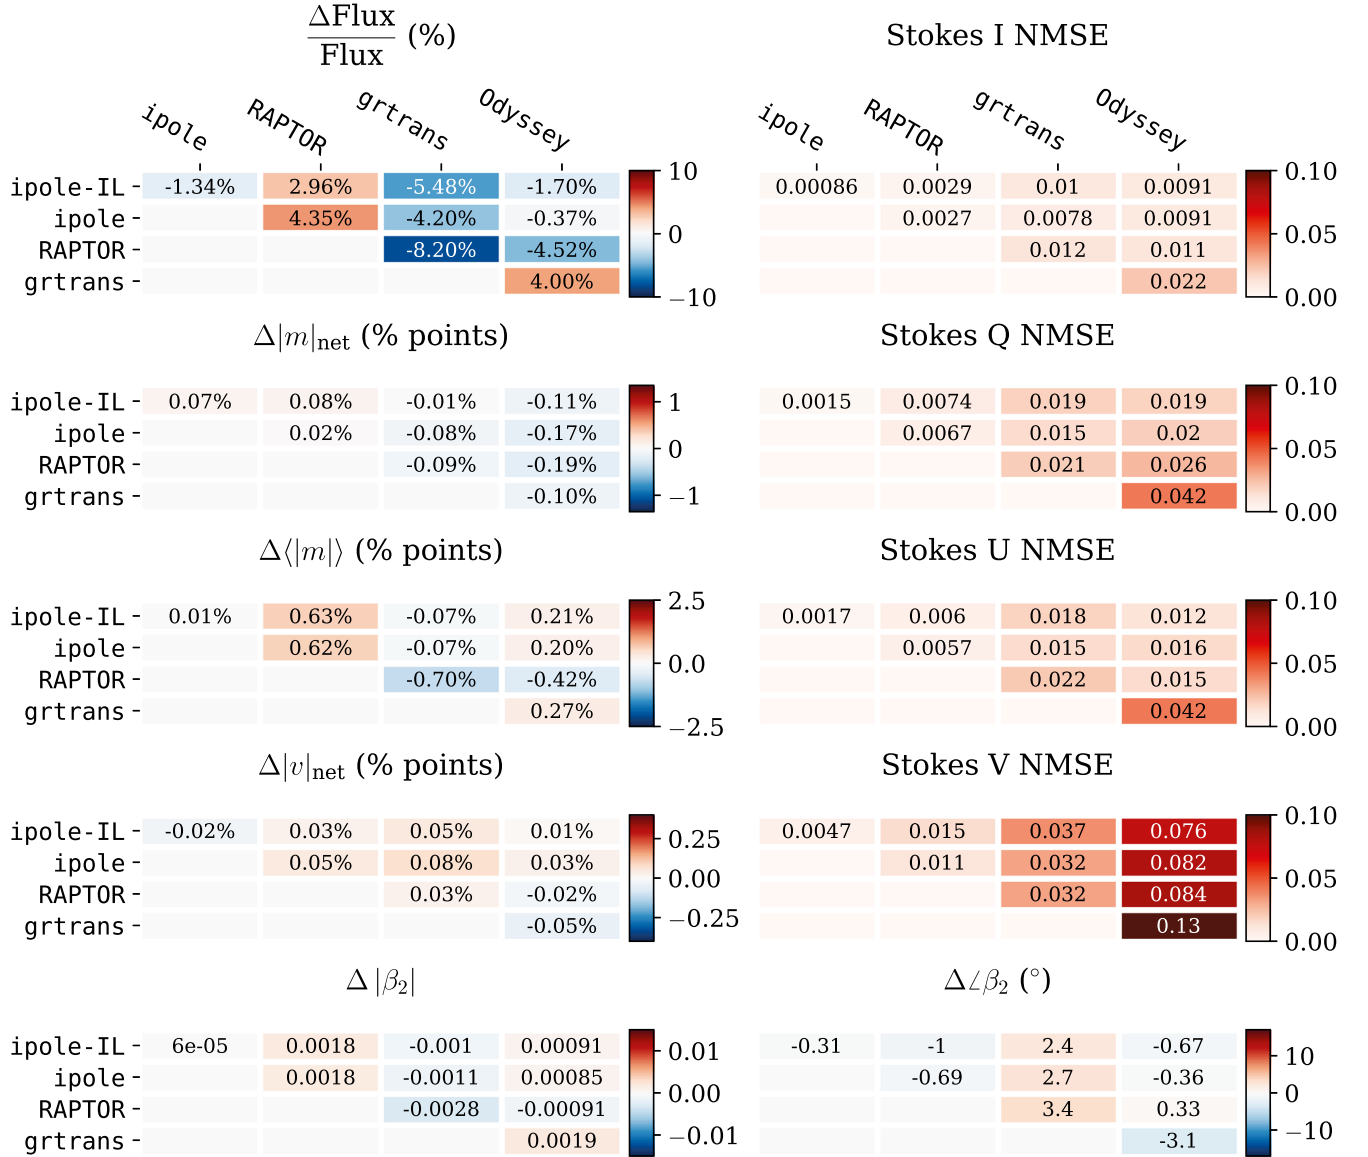 ΔFlux/Flux (%)
ipole RAPTOR grtrans Odyssey
ipole-IL -1.34% 2.96% -5.48% -1.70% 10
ipole 4.35% -4.20% -0.37% 0
RAPTOR -8.20% -4.52%
grtrans 4.00% −10
Stokes I NMSE
ipole RAPTOR grtrans Odyssey
0.00086 0.0029 0.01 0.0091 0.10
0.0027 0.0078 0.0091 0.05
0.012 0.011
0.022 0.00
Δ|m|net (% points)
ipole-IL 0.07% 0.08% -0.01% -0.11% 1
ipole 0.02% -0.08% -0.17% 0
RAPTOR -0.09% -0.19%
grtrans -0.10% −1
Stokes Q NMSE
0.0015 0.0074 0.019 0.019 0.10
0.0067 0.015 0.02 0.05
0.021 0.026
0.042 0.00
Δ⟨|m|⟩ (% points)
ipole-IL 0.01% 0.63% -0.07% 0.21% 2.5
ipole 0.62% -0.07% 0.20% 0.0
RAPTOR -0.70% -0.42%
grtrans 0.27% −2.5
Stokes U NMSE
0.0017 0.006 0.018 0.012 0.10
0.0057 0.015 0.016 0.05
0.022 0.015
0.042 0.00
Δ|v|net (% points)
ipole-IL -0.02% 0.03% 0.05% 0.01% 0.25
ipole 0.05% 0.08% 0.03% 0.00
RAPTOR 0.03% -0.02%
grtrans -0.05% −0.25
Stokes V NMSE
0.0047 0.015 0.037 0.076 0.10
0.011 0.032 0.082 0.05
0.032 0.084
0.13 0.00
Δ |β₂|
ipole-IL 6e-05 0.0018 -0.001 0.00091 0.01
ipole 0.0018 -0.0011 0.00085 0.00
RAPTOR -0.0028 -0.00091
grtrans 0.0019 −0.01
Δ∠β₂ (°)
-0.31 -1 2.4 -0.67 10
-0.69 2.7 -0.36 0
3.4 0.33
-3.1 −10